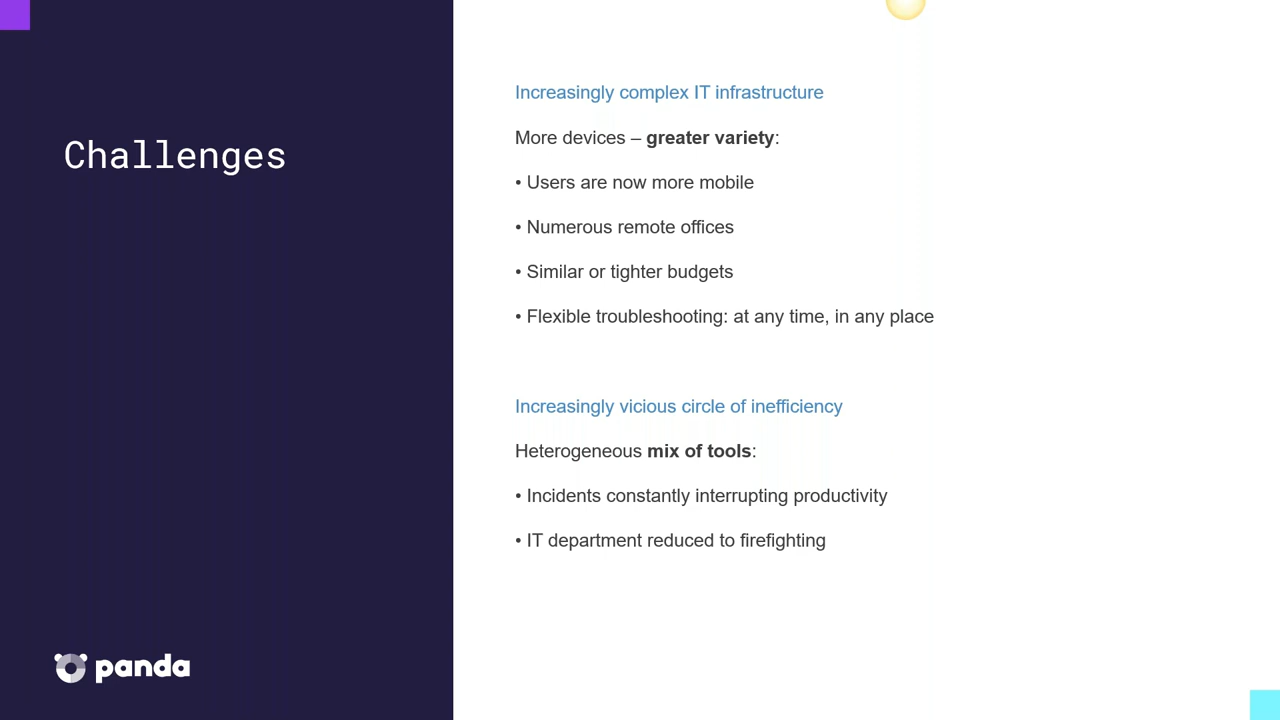 Challenges
Increasingly complex IT infrastructure
More devices – greater variety:
• Users are now more mobile
• Numerous remote offices
• Similar or tighter budgets
• Flexible troubleshooting: at any time, in any place
Increasingly vicious circle of inefficiency
Heterogeneous mix of tools:
• Incidents constantly interrupting productivity
• IT department reduced to firefighting
panda